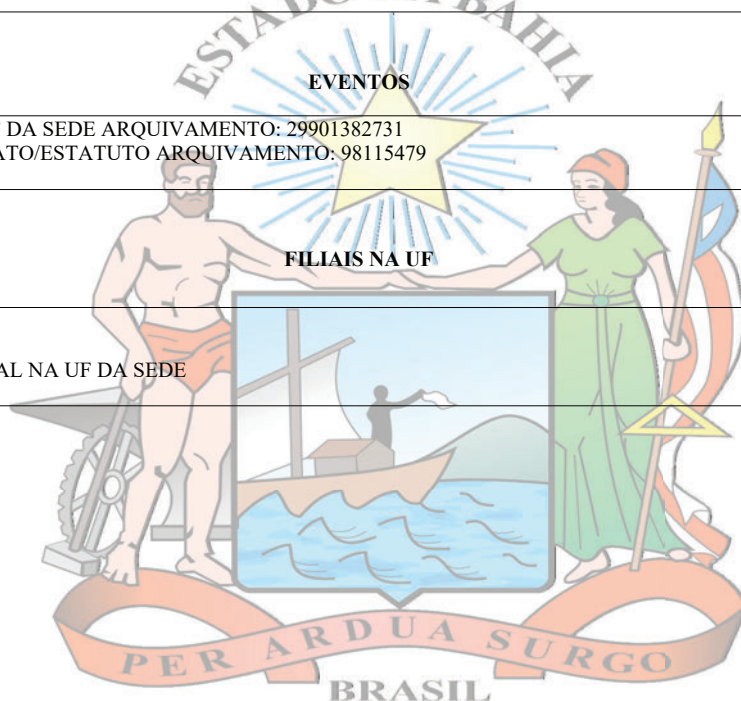 ESTADO DA BAHIA
EVENTOS
DA SEDE ARQUIVAMENTO: 29901382731
ATO/ESTATUTO ARQUIVAMENTO: 98115479
FILIAIS NA UF
AL NA UF DA SEDE
PER ARDUA SURGO
BRASIL